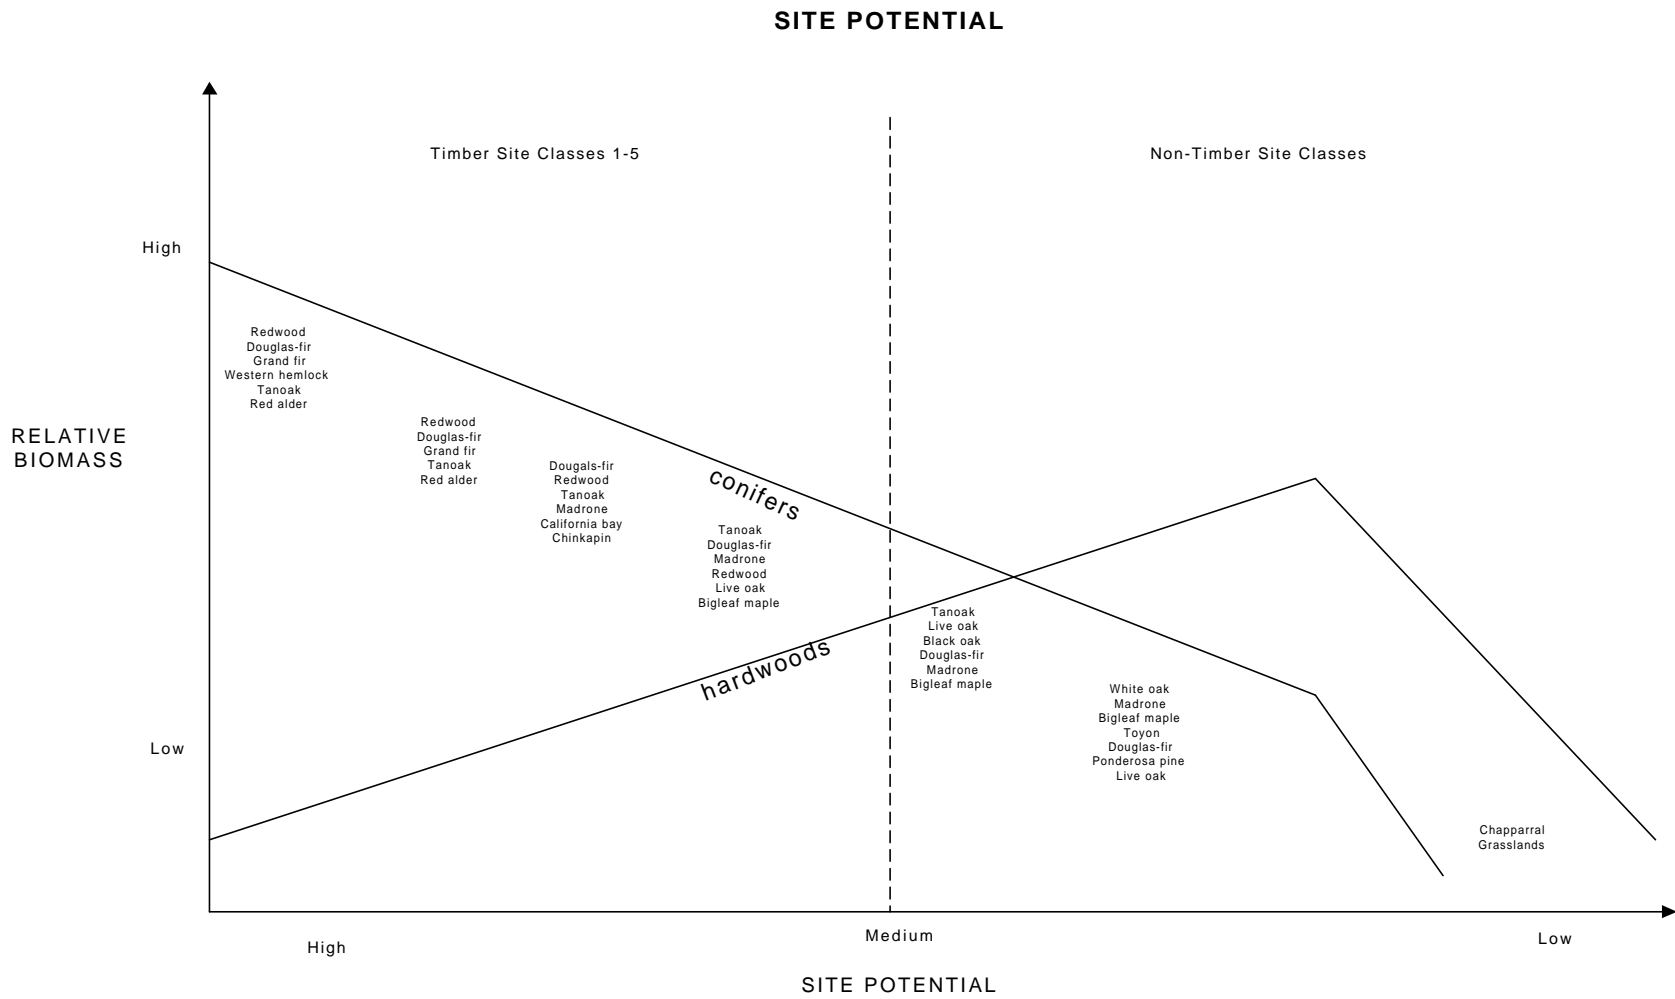 SITE POTENTIAL
Timber Site Classes 1-5
Non-Timber Site Classes
High
Redwood
Douglas-fir
Grand fir
Western hemlock
Tanoak
Red alder
RELATIVE
BIOMASS
Redwood
Douglas-fir
Grand fir
Tanoak
Red alder
Dougals-fir
Redwood
Tanoak
Madrone
California bay
Chinkapin
conifers
Tanoak
Douglas-fir
Madrone
Redwood
Live oak
Bigleaf maple
hardwoods
Tanoak
Live oak
Black oak
Douglas-fir
Madrone
Bigleaf maple
White oak
Madrone
Bigleaf maple
Toyon
Douglas-fir
Ponderosa pine
Live oak
Low
Chapparral
Grasslands
High
Medium
Low
SITE POTENTIAL